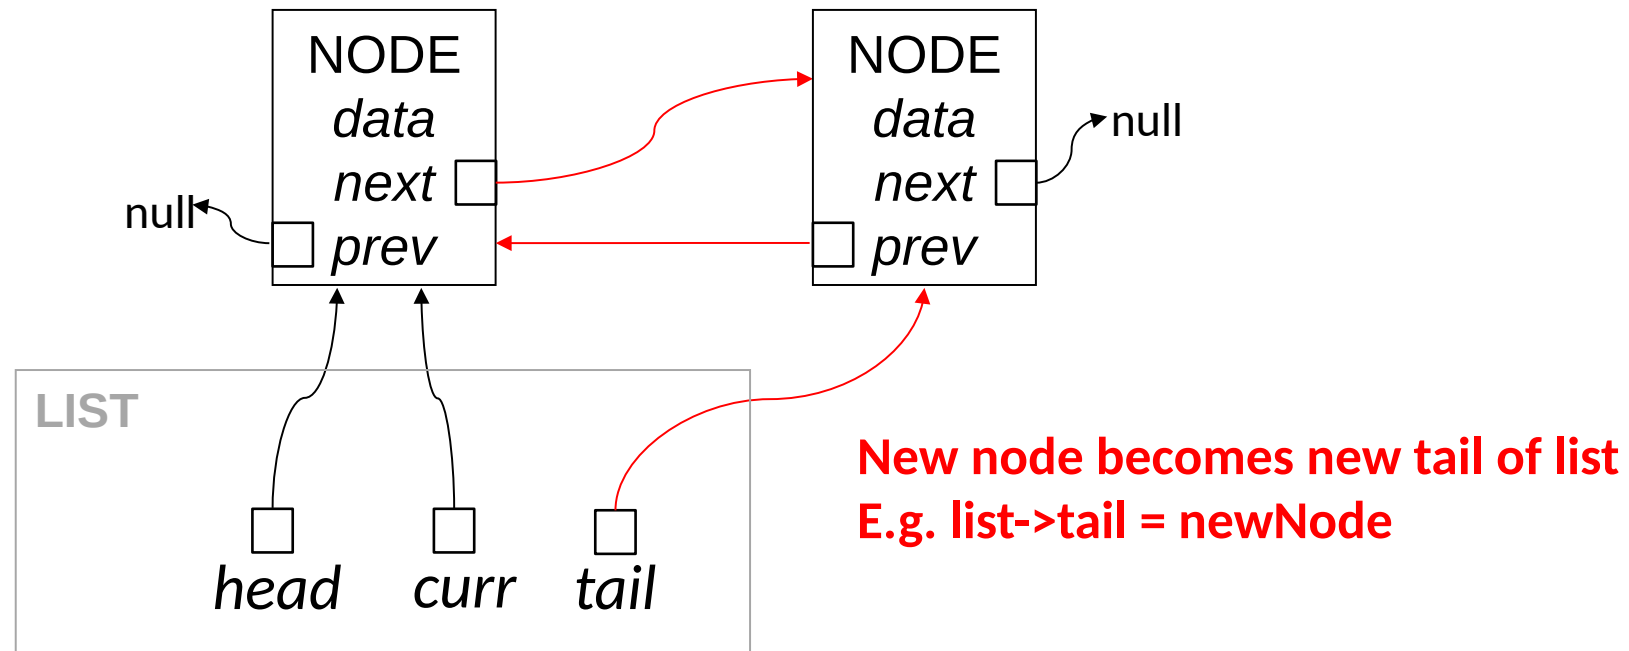 NODE
data
next
prev
null
NODE
data
next
prev
null
LIST
head
curr
tail
New node becomes new tail of list
E.g. list->tail = newNode